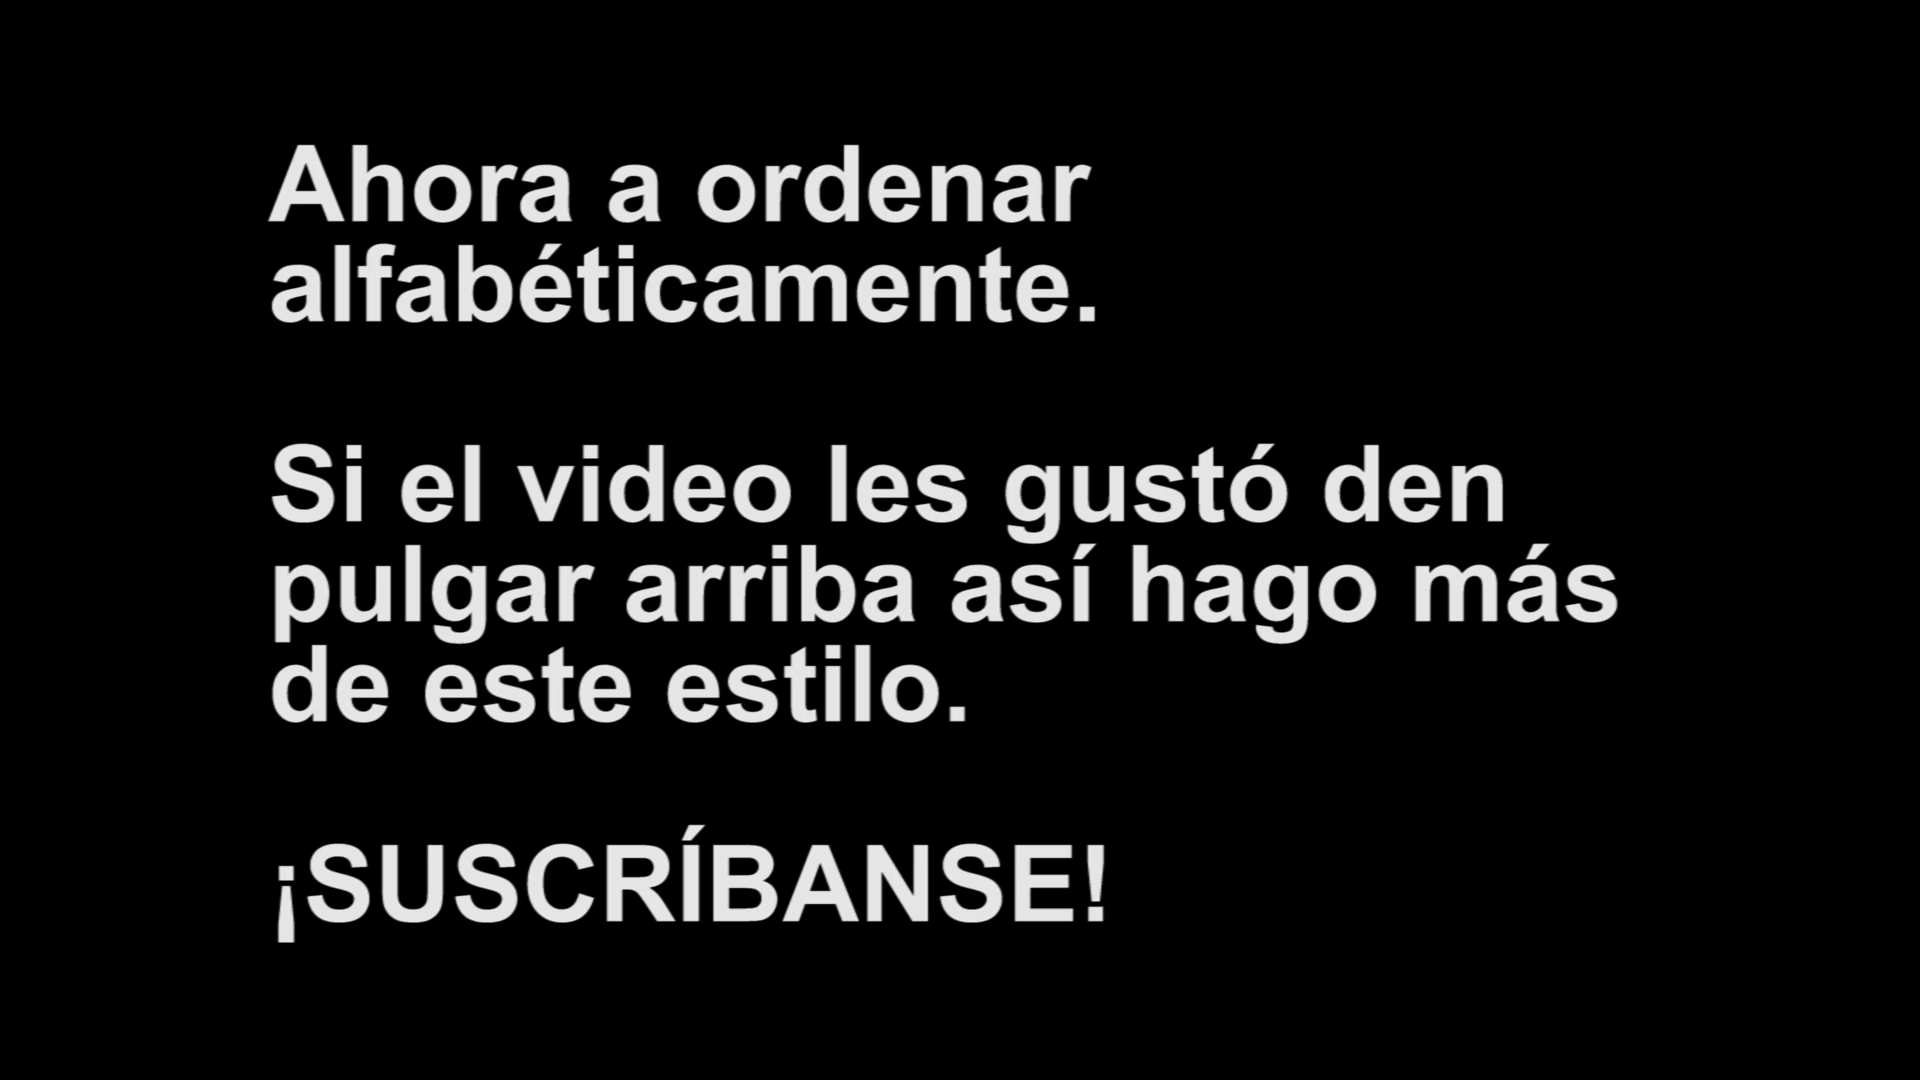 Ahora a ordenar
alfabéticamente.
Si el video les gustó den
pulgar arriba así hago más
de este estilo.
¡SUSCRÍBANSE!